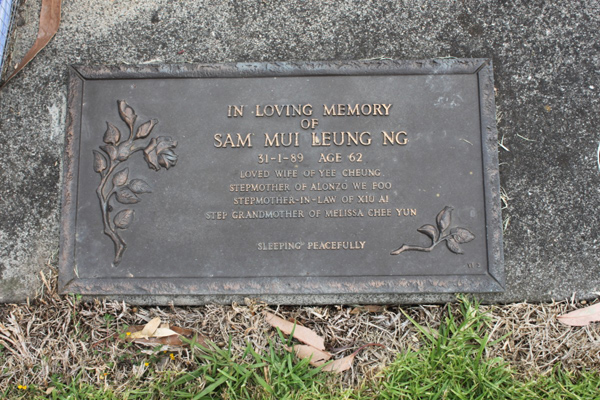 IN LOVING MEMORY
OF
SAM MUI LEUNG NG
31-1-89 AGE 62
LOVED WIFE OF YEE CHEUNG
STEPMOTHER OF ALONZO WE FOO
STEPMOTHER-IN-LAW OF XIU AI
STEP GRANDMOTHER OF MELISSA CHEE YUN
SLEEPING PEACEFULLY